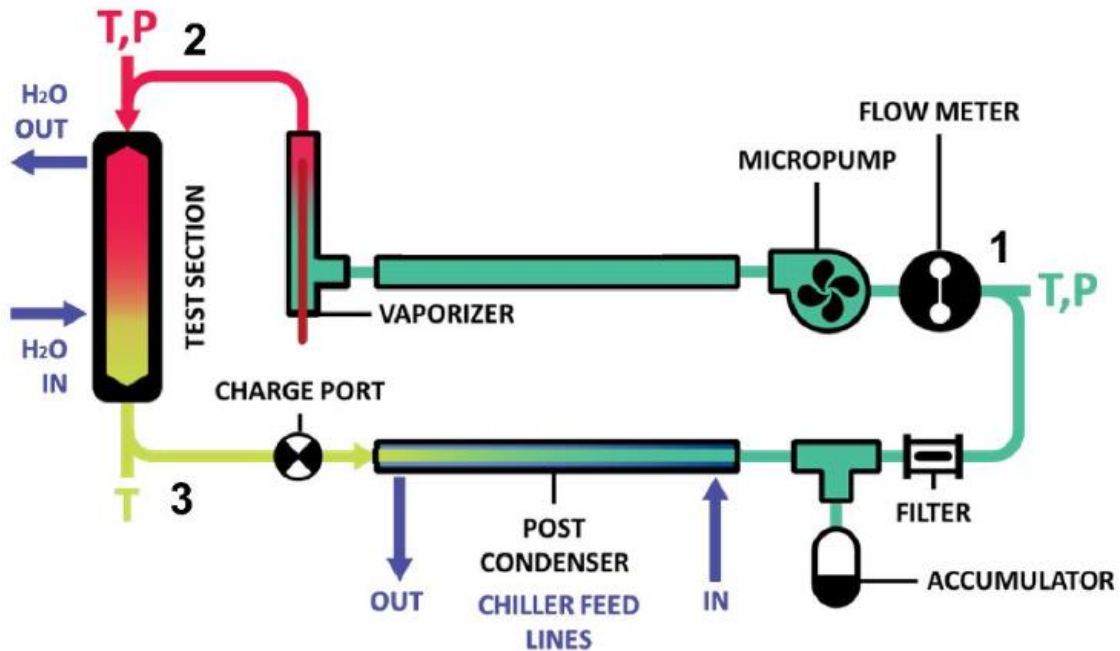 T,P
2
H₂O
OUT
TEST SECTION
H₂O
IN
VAPORIZER
MICROPUMP
FLOW METER
1
T,P
CHARGE PORT
T
3
OUT
POST
CONDENSER
CHILLER FEED
LINES
IN
FILTER
ACCUMULATOR